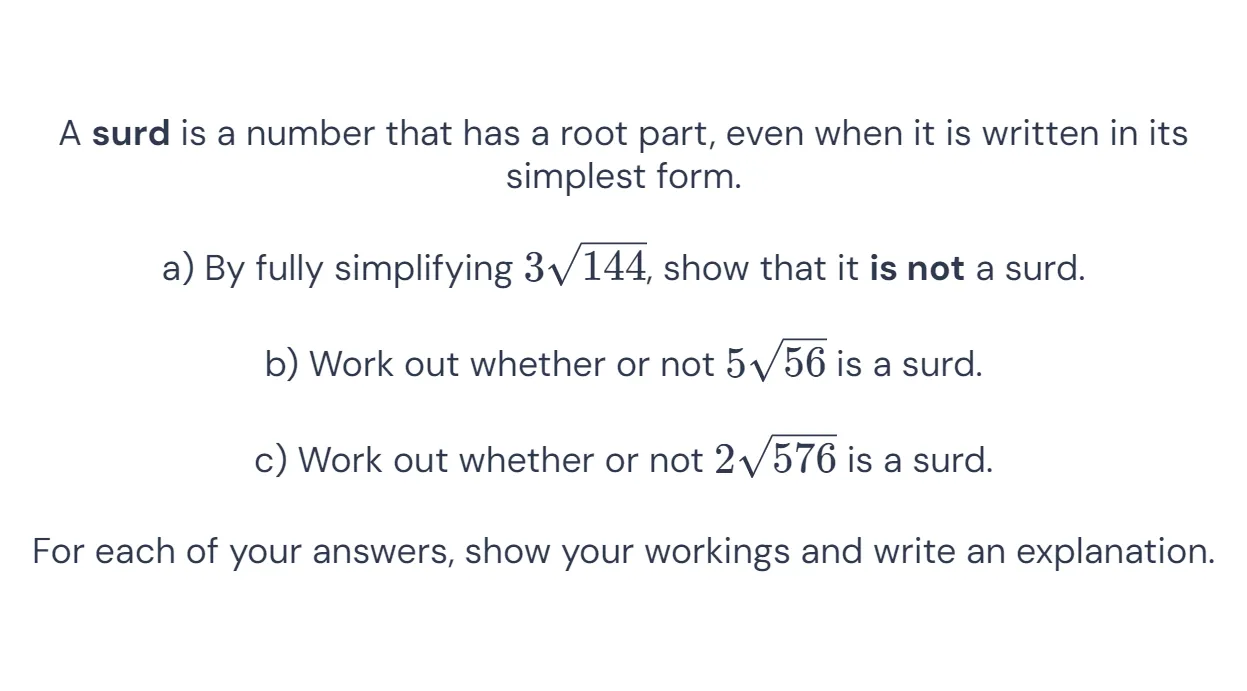 A surd is a number that has a root part, even when it is written in its
simplest form.
a) By fully simplifying 3√144, show that it is not a surd.
b) Work out whether or not 5√56 is a surd.
c) Work out whether or not 2√576 is a surd.
For each of your answers, show your workings and write an explanation.